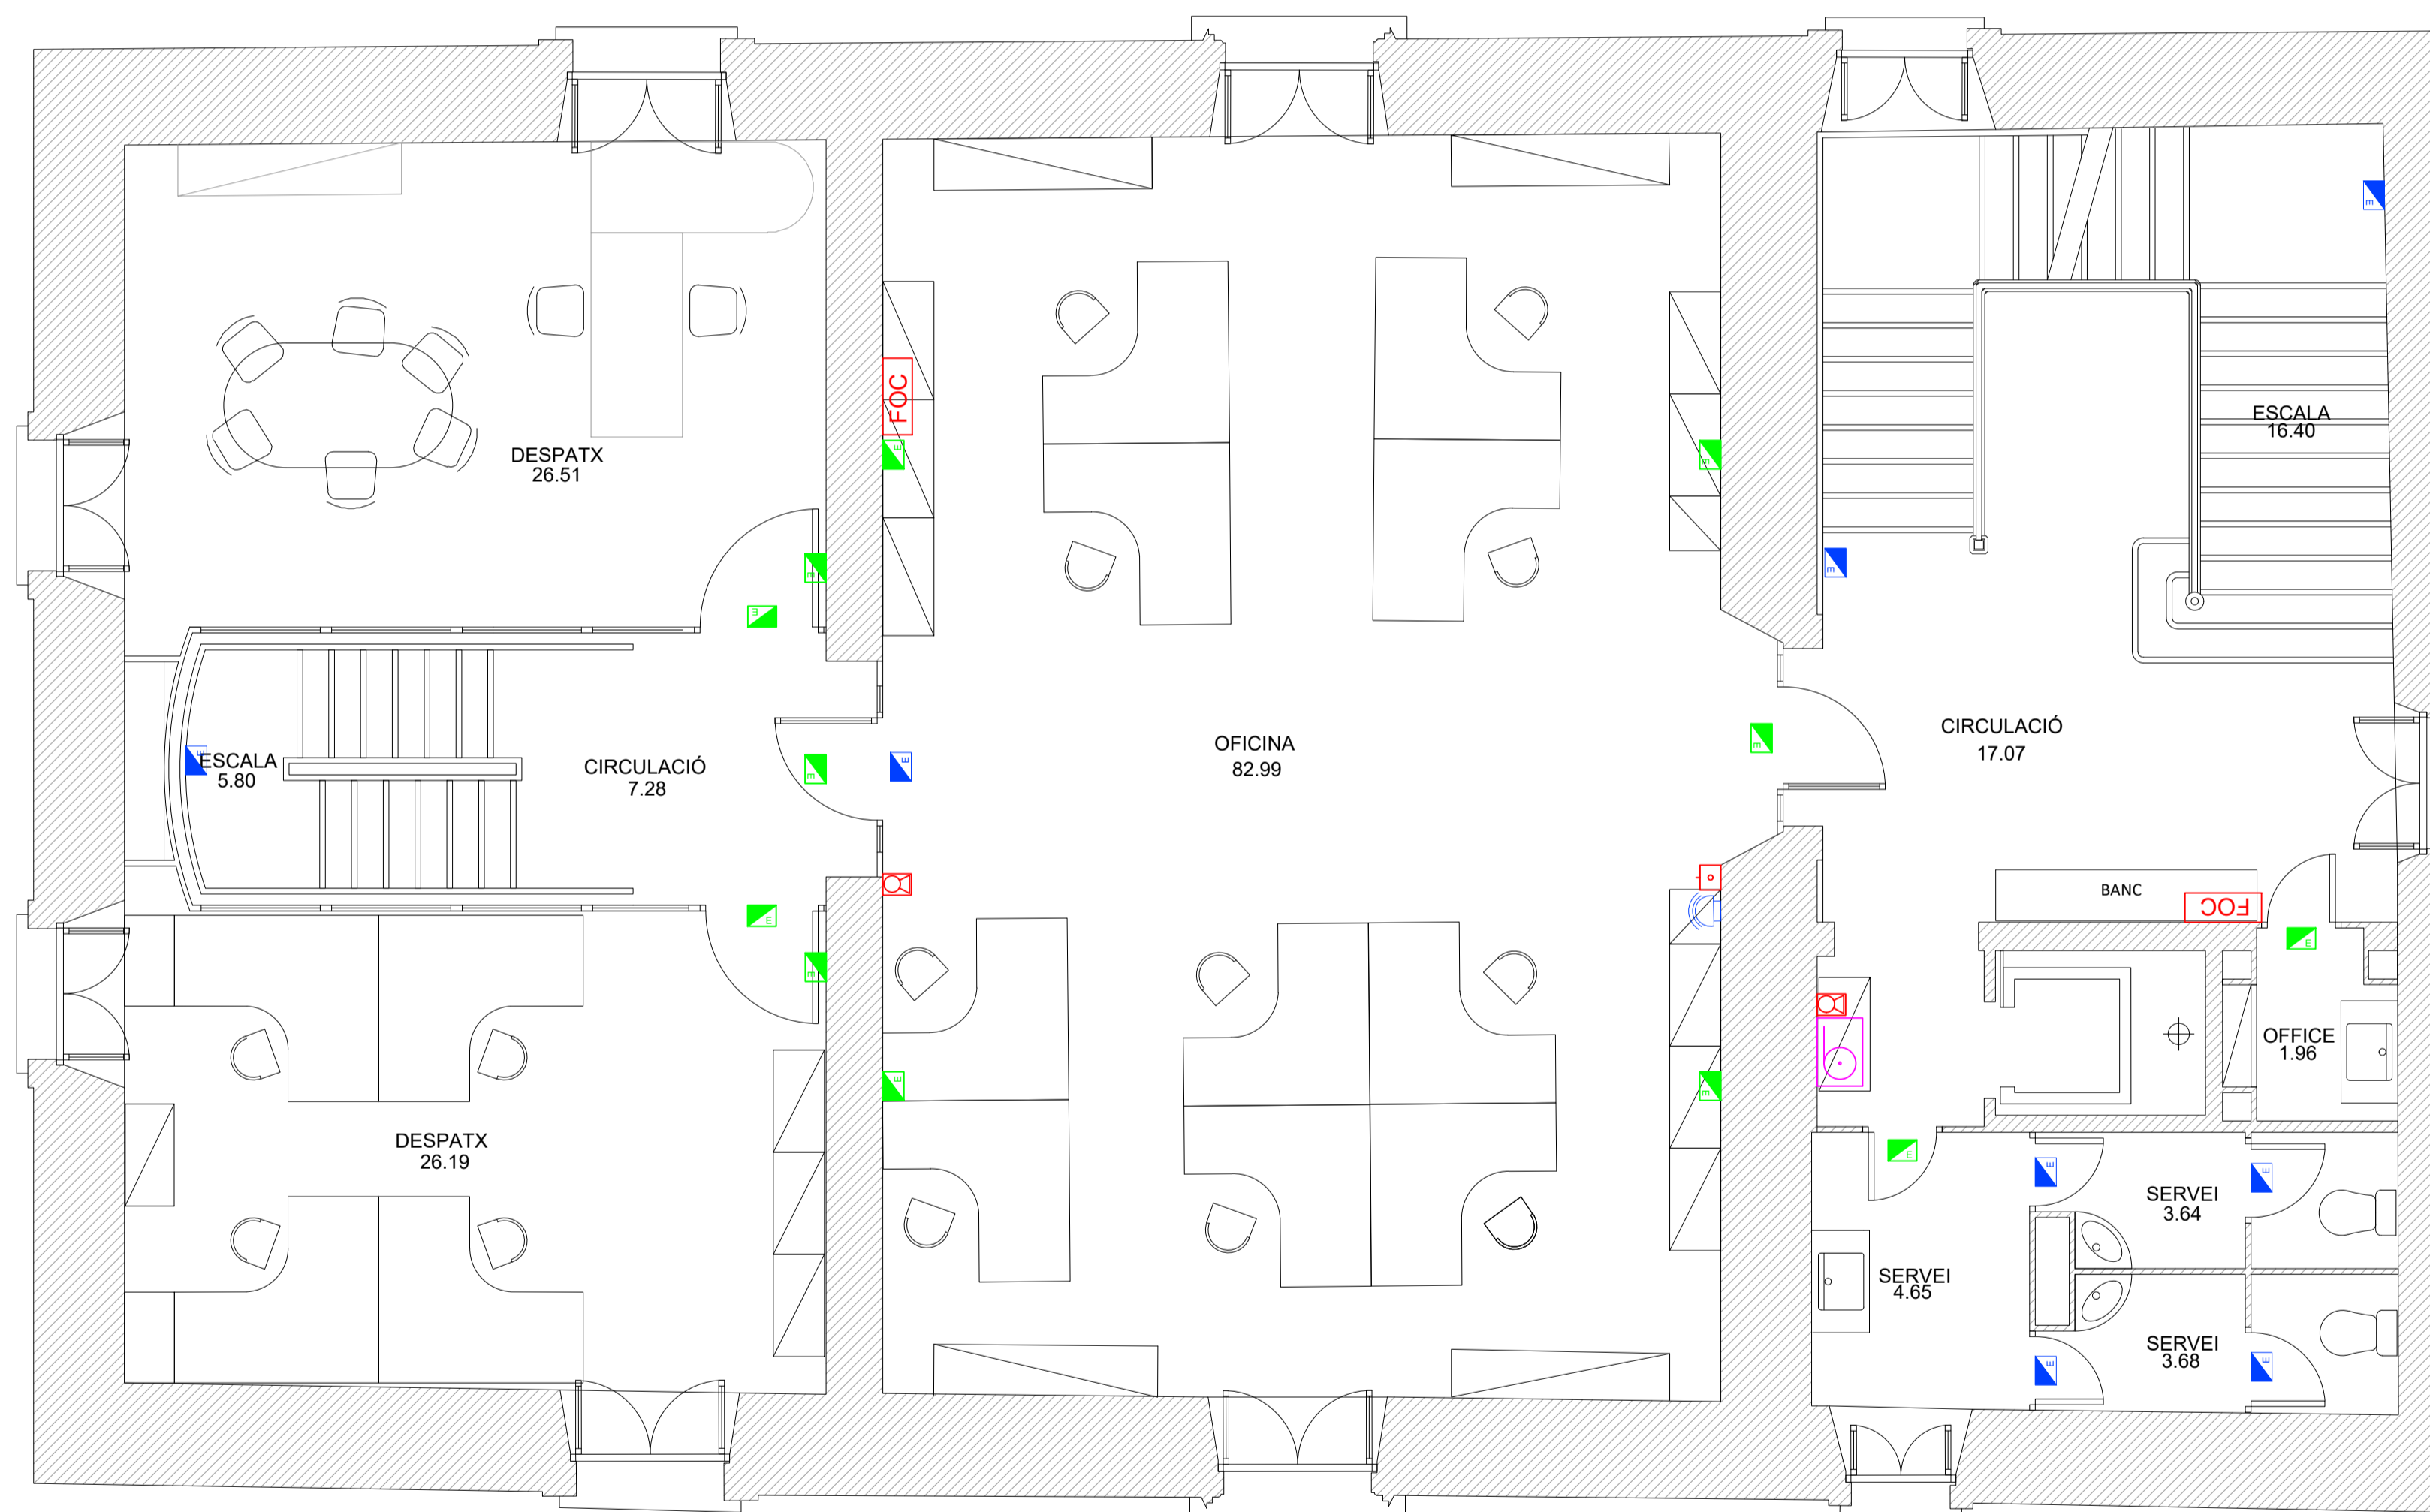 ESCALA
16.40
FOC
DESPATX
26.51
E
E
E
E
E
E
E
CIRCULACIÓ
17.07
OFICINA
82.99
E
E
E
E
ESCALA
5.80
CIRCULACIÓ
7.28
BANC
FOC
E
E
E
OFFICE
1.96
E
E
DESPATX
26.19
E
E
E
SERVEI
3.64
SERVEI
4.65
SERVEI
3.68
E
E